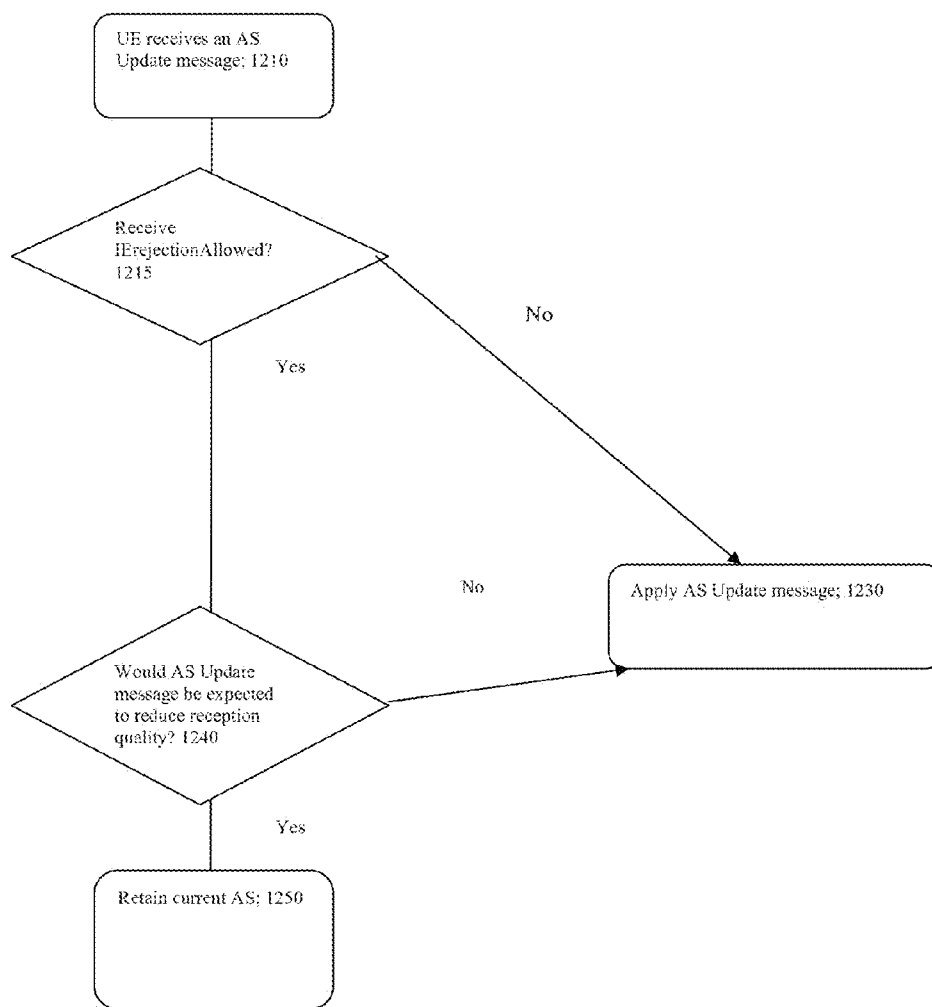 UE receives an AS
Update message; 1210
Receive
IErejectionAllowed?
1215
No
Yes
No
Apply AS Update message; 1230
Would AS Update
message be expected
to reduce reception
quality? 1240
Yes
Retain current AS; 1250